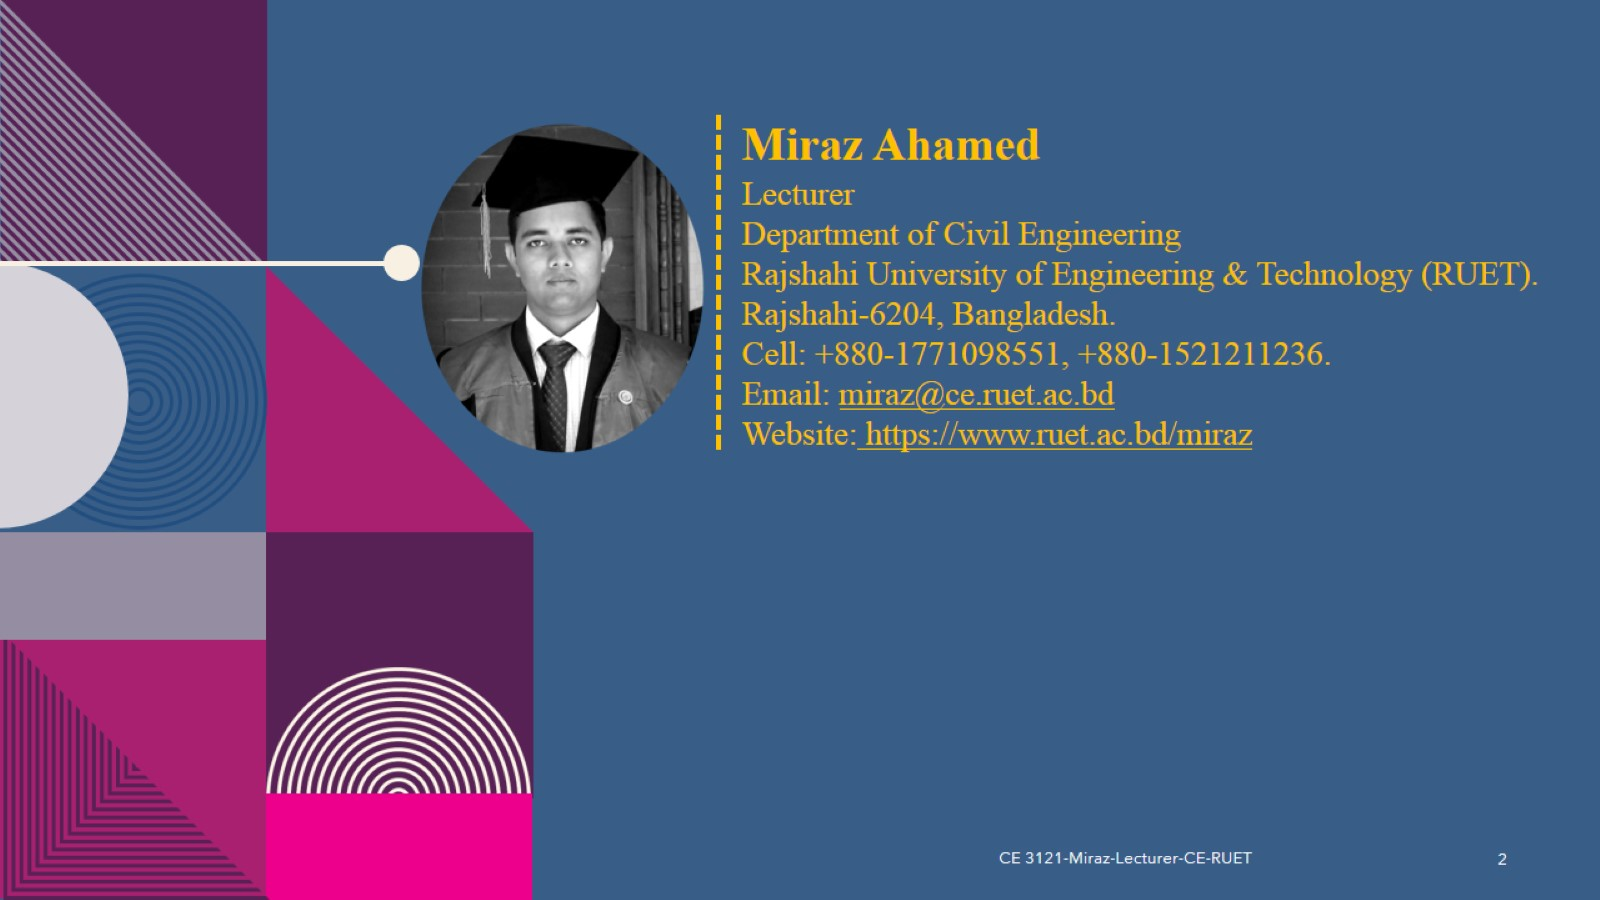 Miraz Ahamed
Lecturer
Department of Civil Engineering
Rajshahi University of Engineering & Technology (RUET).
Rajshahi-6204, Bangladesh.
Cell: +880-1771098551, +880-1521211236.
Email: miraz@ce.ruet.ac.bd
Website: https://www.ruet.ac.bd/miraz
CE 3121-Miraz-Lecturer-CE-RUET
2